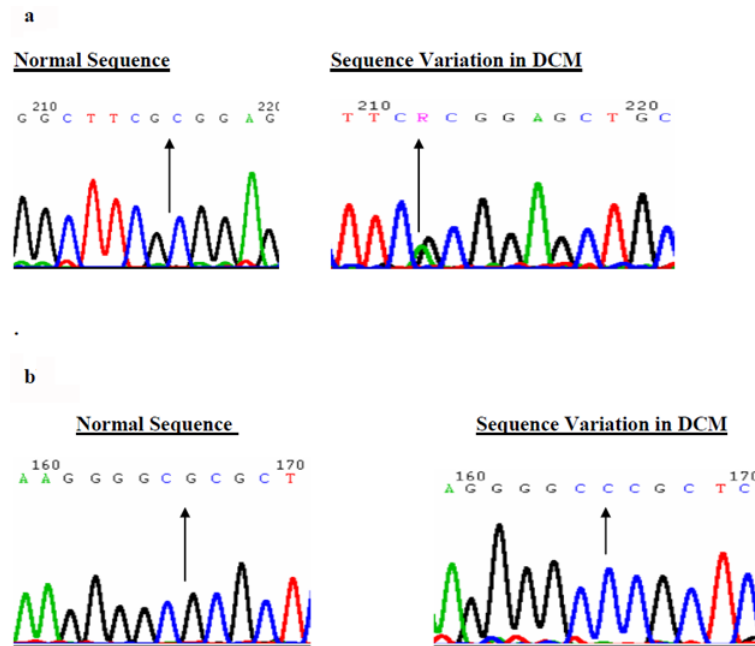 a
Normal Sequence
Sequence Variation in DCM
210 220
G G C T T C G C G G A G
210 220
T T C R C G G A G C T G C
b
Normal Sequence
Sequence Variation in DCM
160 170
A A G G G G C G C G C T
160 170
A G G G G C C C G C T C